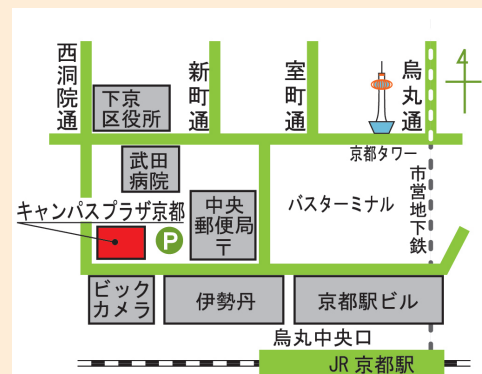 西洞院通
新町通
室町通
烏丸通
4
下京
区役所
京都タワー
武田
病院
市営地下鉄
キャンパスプラザ京都
中央
郵便局
〒
バスターミナル
P
ビック
カメラ
伊勢丹
京都駅ビル
烏丸中央口
JR 京都駅